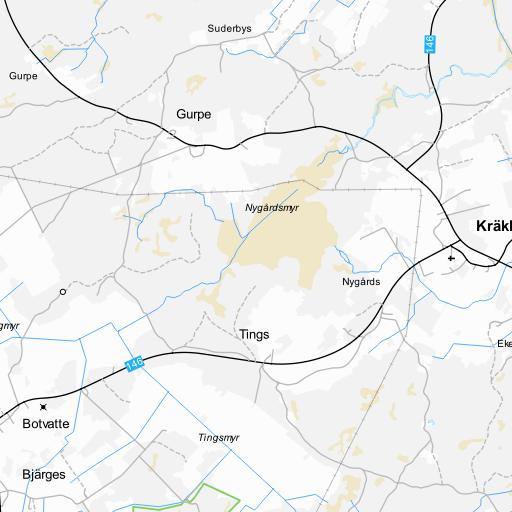 Suderbys
146
Gurpe
Gurpe
Nygårdsmyr
Kräkl
Nygårds
Tings
Eke
146
Botvatte
Tingsmyr
Bjärges